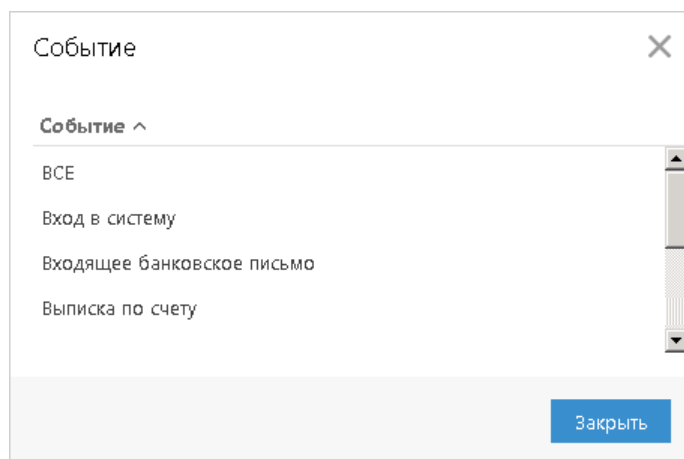 Событие
Событие
ВСЕ
Вход в систему
Входящее банковское письмо
Выписка по счету
Закрыть